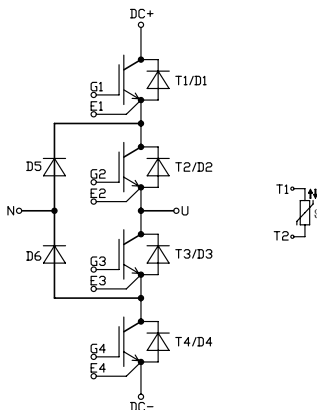 DC+
G1
T1/D1
E1
D5
G2
T2/D2
E2
T1
N
U
T2
D6
G3
T3/D3
E3
G4
T4/D4
E4
DC-